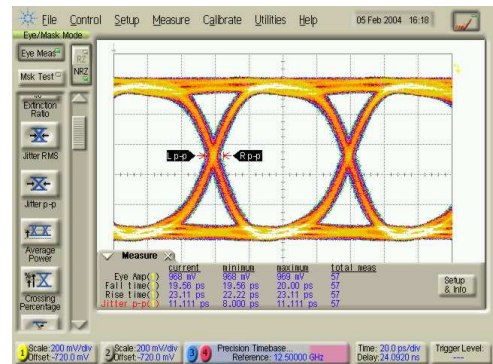 File Control Setup Measure Calibrate Utilities Help 05 Feb 2004 16:18
Eye/Mask Mode
Eye Meas
RZ
NRZ
Msk Test
Extinction Ratio
Jitter RMS
Jitter p-p
Average Power
Crossing Percentage
L p-p R p-p
Measure
current minimum maximum total meas
Eye Amp( ) 968 mV 968 mV 969 mV 57
Fall time( ) 19.56 ps 19.56 ps 20.00 ps 57
Rise time( ) 23.11 ps 22.22 ps 23.11 ps 57
Jitter p-p( ) 11.111 ps 8.000 ps 11.111 ps 57
Setup & Info
1 Scale: 200 mV/div Offset: -720.0 mV
2 Scale: 200 mV/div Offset: -720.0 mV
3 4 Precision Timebase... Reference: 12.50000 GHz
Time: 20.0 ps/div Delay: 24.0920 ns
Trigger Level: ---